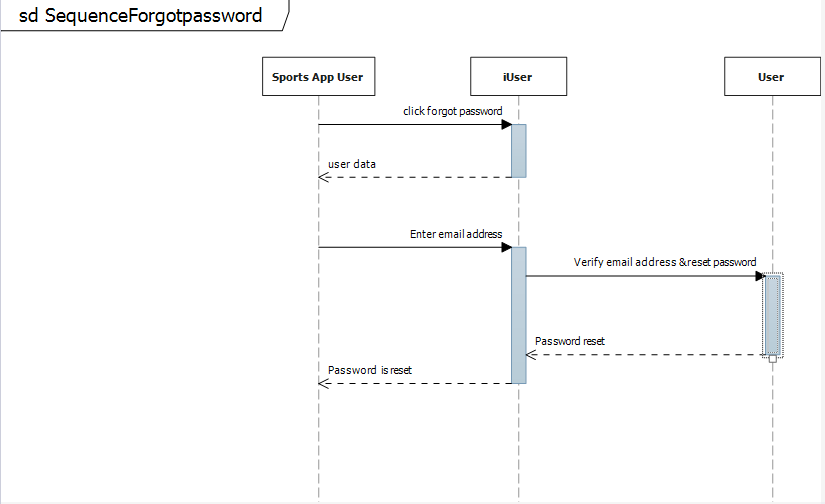 sd SequenceForgotpassword
Sports App User
iUser
User
click forgot password
user data
Enter email address
Verify email address &reset password
Password reset
Password is reset